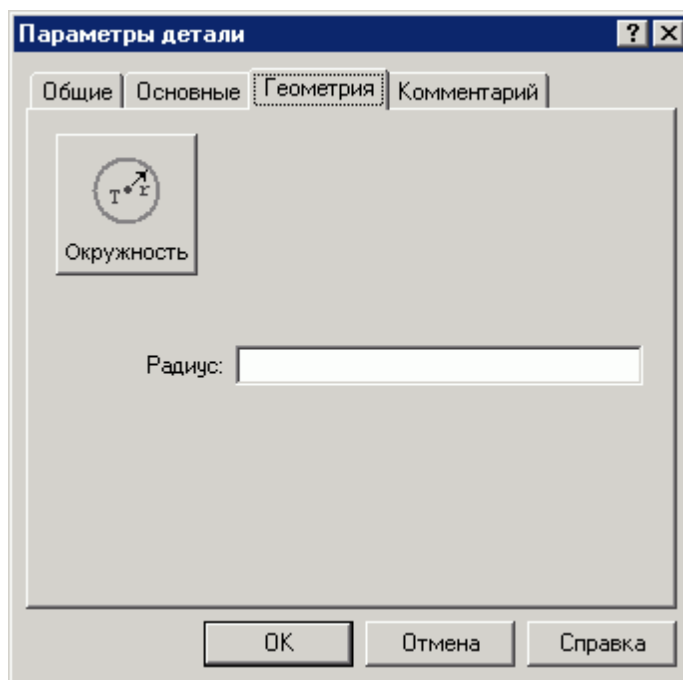 Параметры детали
Общие Основные Геометрия Комментарий
T r
Окружность
Радиус:
OK Отмена Справка